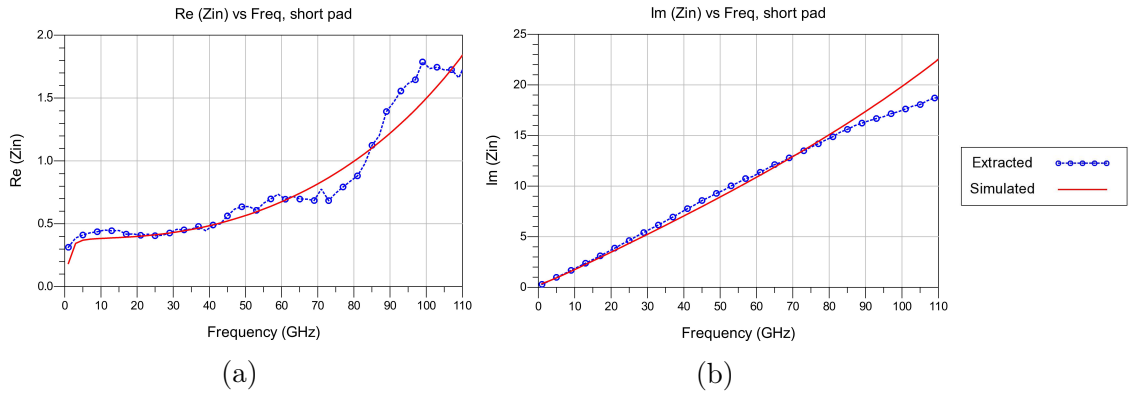 Re (Zin) vs Freq, short pad
2.0
1.5
1.0
0.5
0.0
Re (Zin)
0 10 20 30 40 50 60 70 80 90 100 110
Frequency (GHz)
(a)
Im (Zin) vs Freq, short pad
25
20
15
10
5
0
Im (Zin)
0 10 20 30 40 50 60 70 80 90 100 110
Frequency (GHz)
(b)
Extracted
Simulated